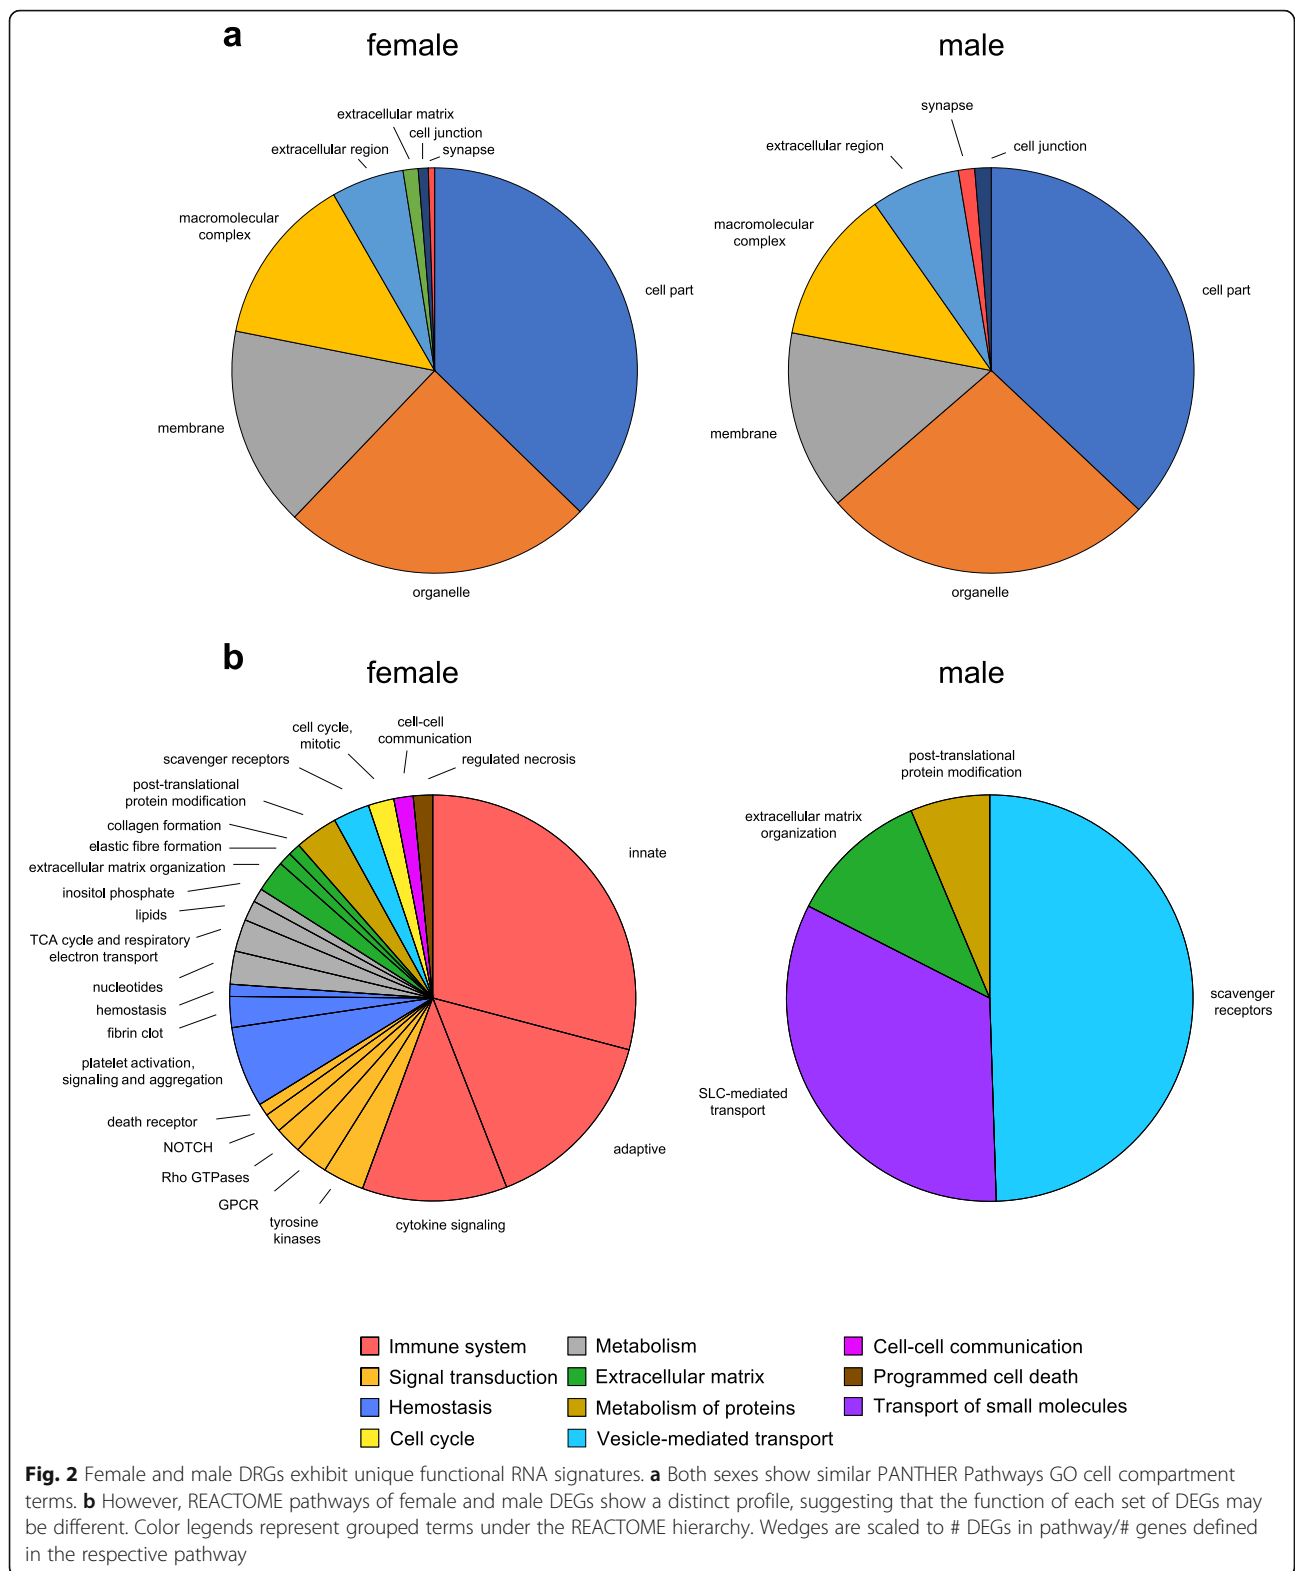 a
female
male
extracellular matrix
cell junction
synapse
extracellular region
macromolecular
complex
cell part
membrane
organelle
synapse
cell junction
extracellular region
macromolecular
complex
cell part
membrane
organelle
b
female
male
cell-cell
communication
cell cycle,
mitotic
regulated necrosis
scavenger receptors
post-translational
protein modification
collagen formation
elastic fibre formation
extracellular matrix organization
inositol phosphate
lipids
TCA cycle and respiratory
electron transport
nucleotides
hemostasis
fibrin clot
platelet activation,
signaling and aggregation
death receptor
NOTCH
Rho GTPases
GPCR
tyrosine
kinases
cytokine signaling
adaptive
innate
post-translational
protein modification
extracellular matrix
organization
SLC-mediated
transport
scavenger
receptors
Immune system
Signal transduction
Hemostasis
Cell cycle
Metabolism
Extracellular matrix
Metabolism of proteins
Vesicle-mediated transport
Cell-cell communication
Programmed cell death
Transport of small molecules
Fig. 2 Female and male DRGs exhibit unique functional RNA signatures. a Both sexes show similar PANTHER Pathways GO cell compartment
terms. b However, REACTOME pathways of female and male DEGs show a distinct profile, suggesting that the function of each set of DEGs may
be different. Color legends represent grouped terms under the REACTOME hierarchy. Wedges are scaled to # DEGs in pathway/# genes defined
in the respective pathway